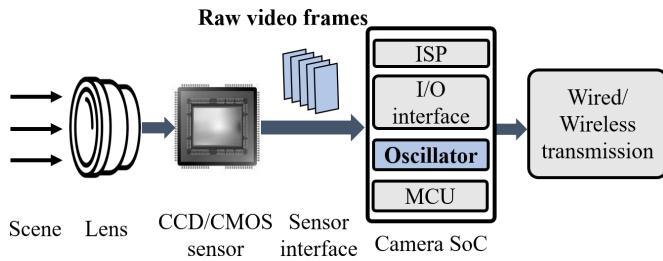 Raw video frames
ISP
I/O
interface
Oscillator
MCU
Wired/
Wireless
transmission
Scene
Lens
CCD/CMOS
sensor
Sensor
interface
Camera SoC